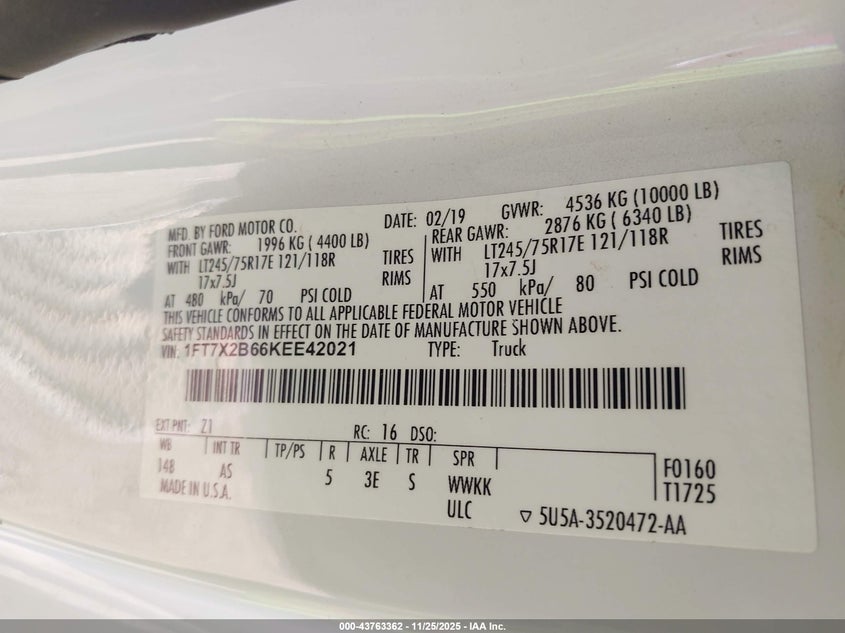 MFD. BY FORD MOTOR CO. DATE: 02/19 GVWR: 4536 KG (10000 LB)
FRONT GAWR: 1996 KG ( 4400 LB) REAR GAWR: 2876 KG ( 6340 LB)
WITH LT245/75R17E 121/118R TIRES WITH LT245/75R17E 121/118R TIRES
17x7.5J RIMS 17x7.5J RIMS
AT 480 kPa/ 70 PSI COLD AT 550 kPa/ 80 PSI COLD
THIS VEHICLE CONFORMS TO ALL APPLICABLE FEDERAL MOTOR VEHICLE
SAFETY STANDARDS IN EFFECT ON THE DATE OF MANUFACTURE SHOWN ABOVE.
VIN: 1FT7X2B66KEE42021 TYPE: Truck
EXT PNT: Z1 RC: 16 DSO:
WB INT TR TP/PS R AXLE TR SPR F0160
148 AS 5 3E S WWKK T1725
MADE IN U.S.A. ULC ▽ 5U5A-3520472-AA
000-43763362 - 11/25/2025 - IAA Inc.